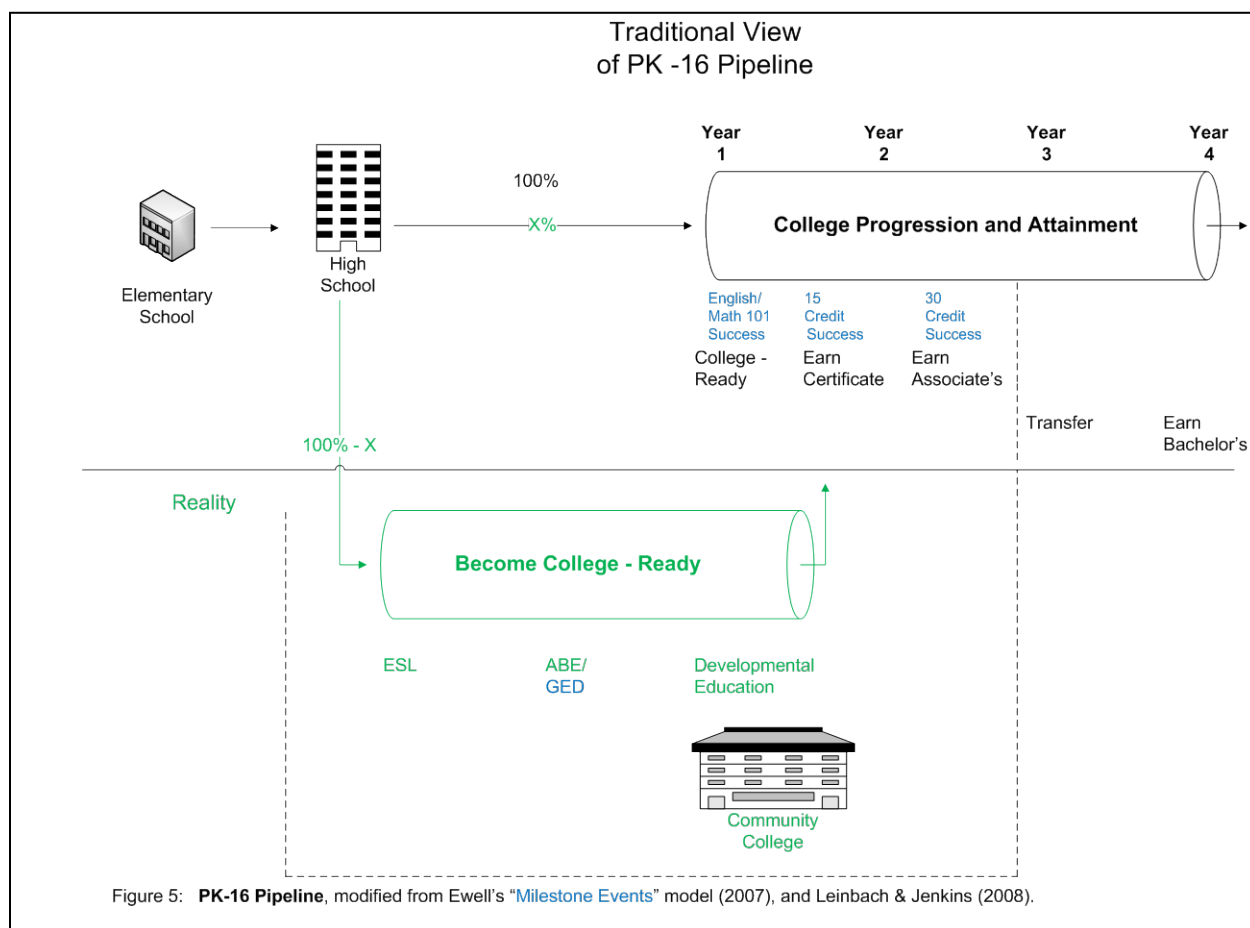 Traditional View
of PK -16 Pipeline
Year
1
Year
2
Year
3
Year
4
100%
X%
College Progression and Attainment
High
School
Elementary
School
English/
Math 101
Success
15
Credit
Success
30
Credit
Success
College -
Ready
Earn
Certificate
Earn
Associate's
Transfer
Earn
Bachelor's
100% - X
Reality
Become College - Ready
ESL
ABE/
GED
Developmental
Education
Community
College
Figure 5: PK-16 Pipeline, modified from Ewell's “Milestone Events” model (2007), and Leinbach & Jenkins (2008).